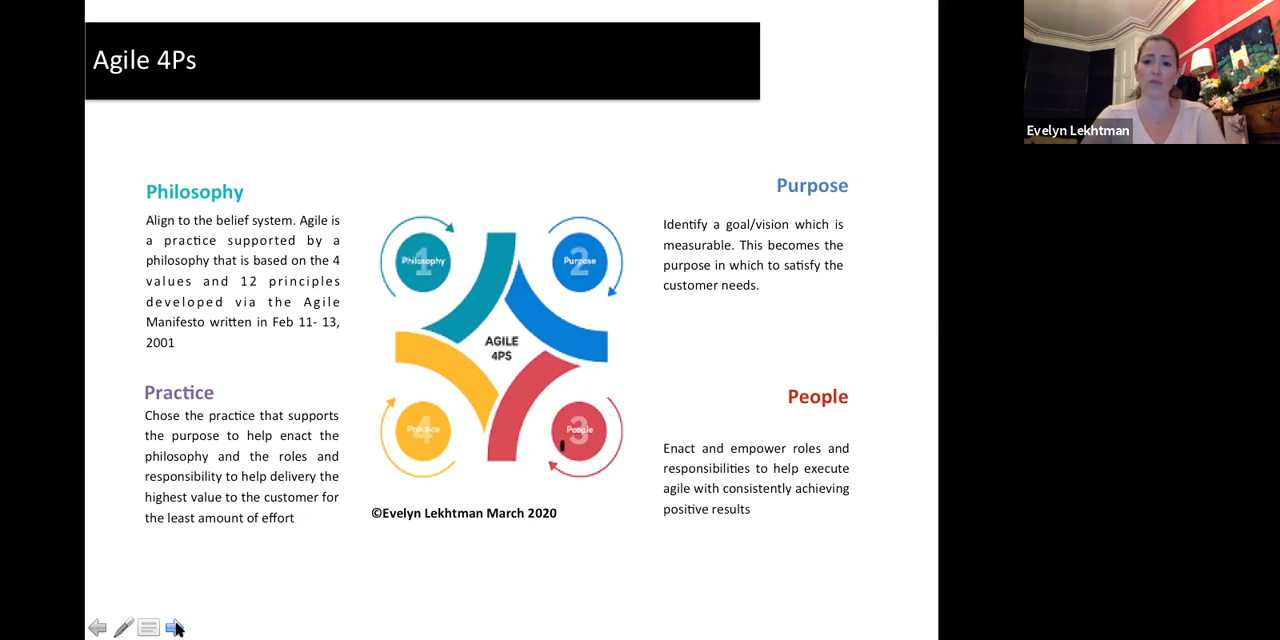 Agile 4Ps
Philosophy
Align to the belief system. Agile is
a practice supported by a
philosophy that is based on the 4
values and 12 principles
developed via the Agile
Manifesto written in Feb 11- 13,
2001
Practice
Chose the practice that supports
the purpose to help enact the
philosophy and the roles and
responsibility to help delivery the
highest value to the customer for
the least amount of effort
1
Philosophy
2
Purpose
AGILE
4PS
4
Practice
3
People
©Evelyn Lekhtman March 2020
Purpose
Identify a goal/vision which is
measurable. This becomes the
purpose in which to satisfy the
customer needs.
People
Enact and empower roles and
responsibilities to help execute
agile with consistently achieving
positive results
Evelyn Lekhtman